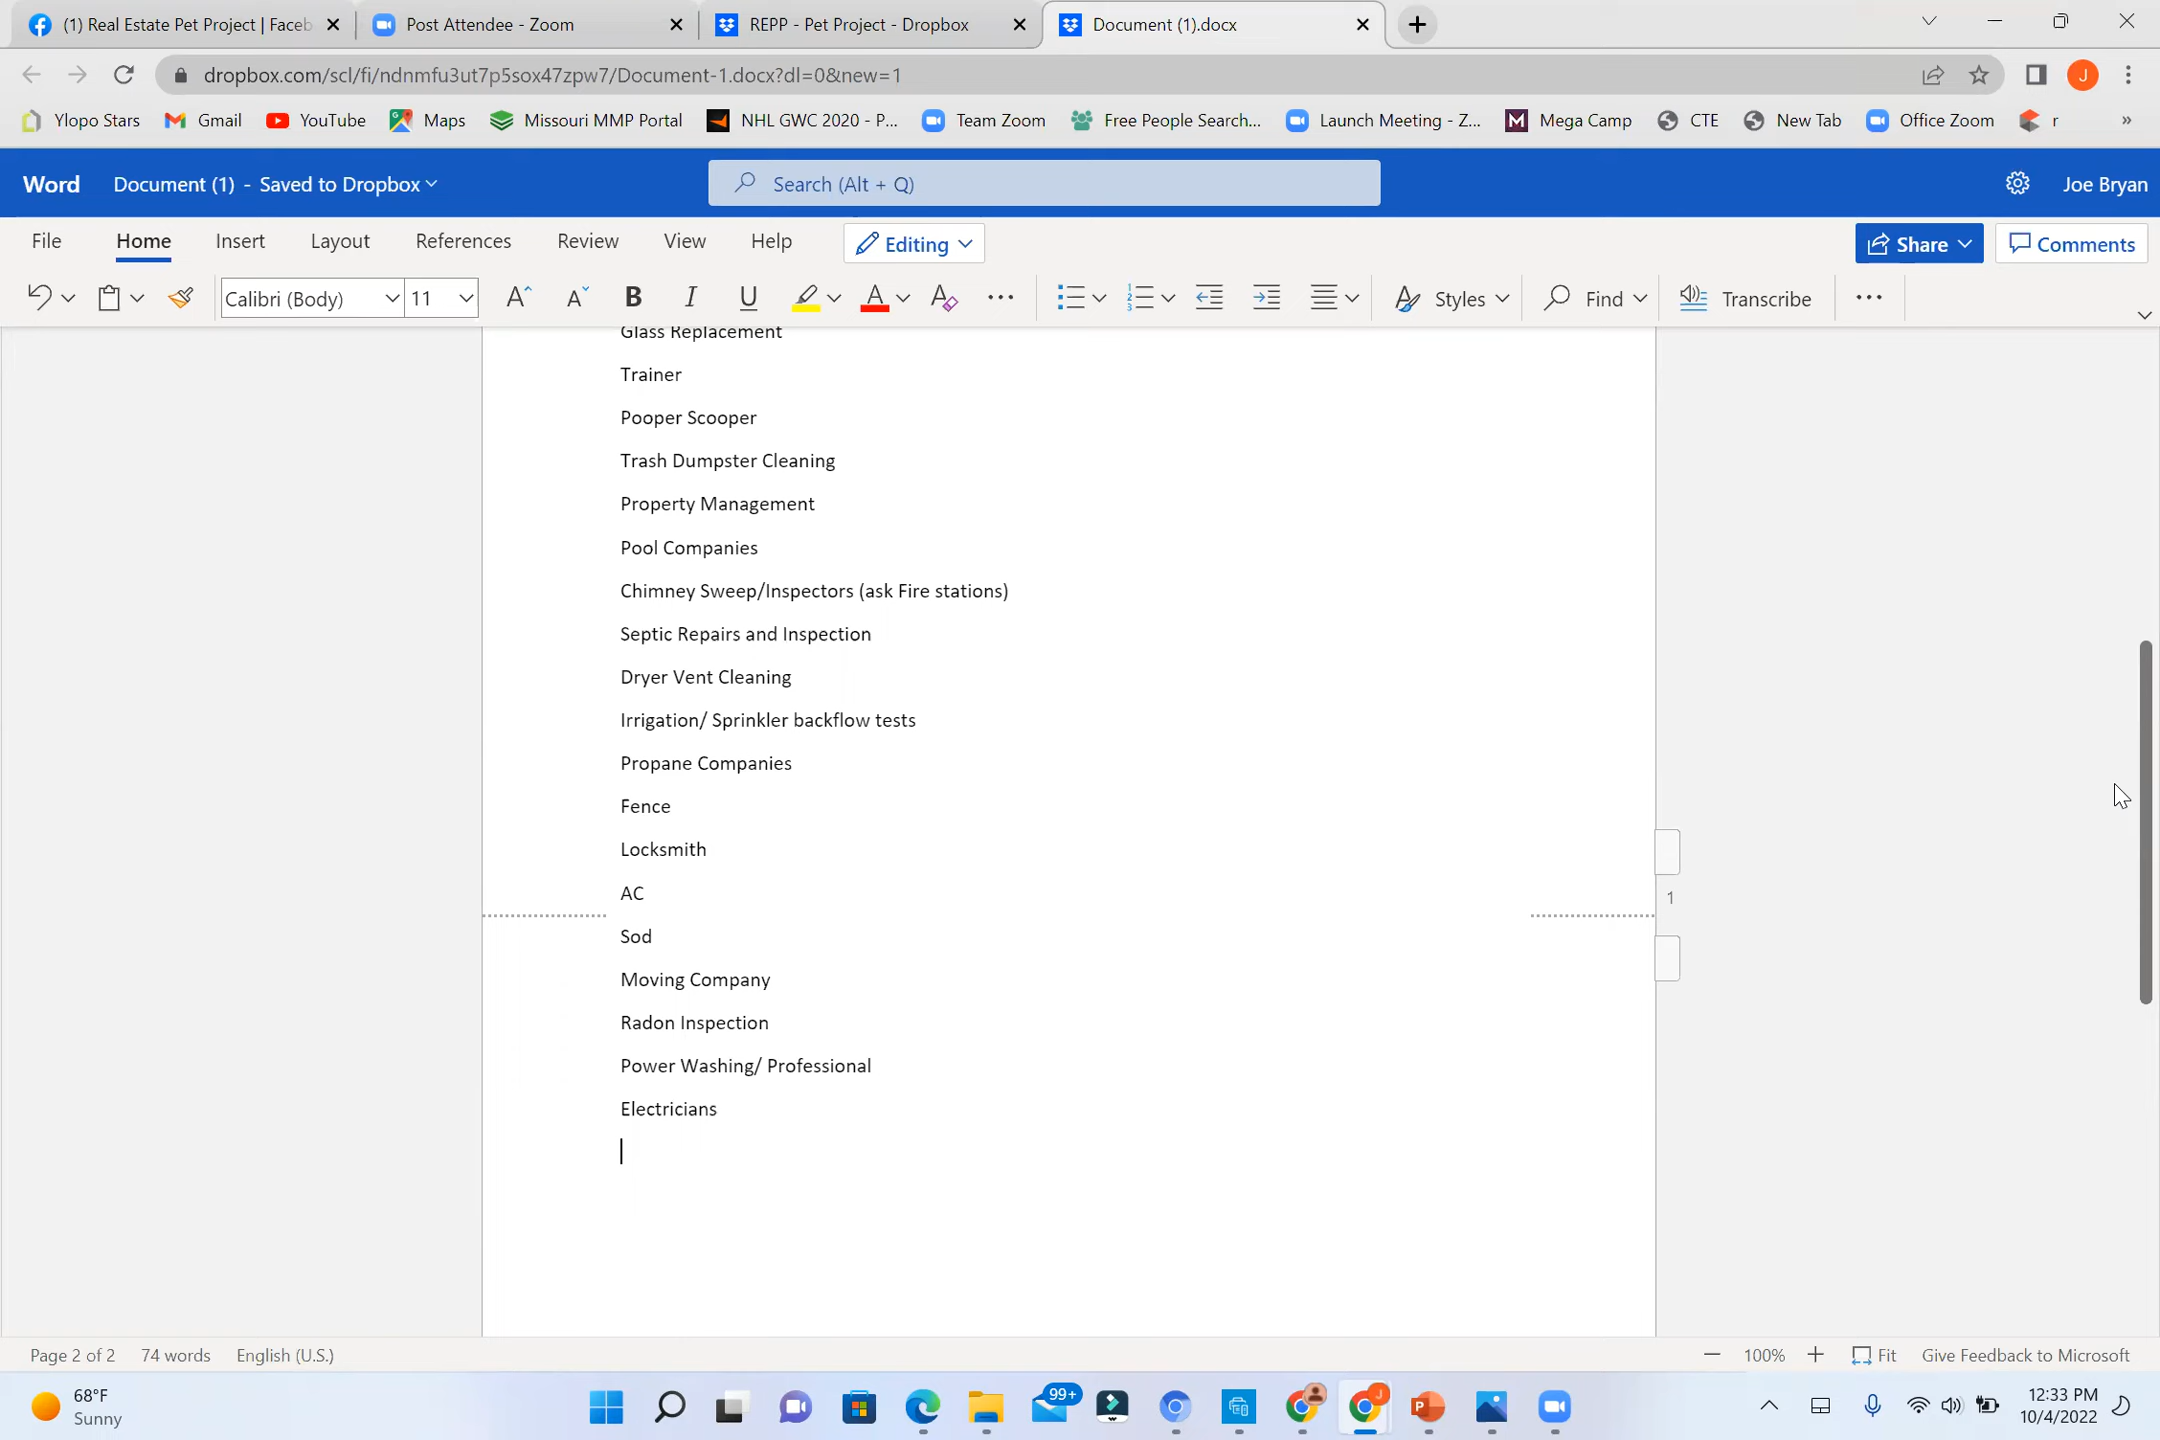 (1) Real Estate Pet Project | Faceb
Post Attendee - Zoom
REPP - Pet Project - Dropbox
Document (1).docx
dropbox.com/scl/fi/ndnmfu3ut7p5sox47zpw7/Document-1.docx?dl=0&new=1
J
Ylopo Stars
Gmail
YouTube
Maps
Missouri MMP Portal
NHL GWC 2020 - P...
Team Zoom
Free People Search...
Launch Meeting - Z...
Mega Camp
CTE
New Tab
Office Zoom
r
»
Word
Document (1) - Saved to Dropbox
Search (Alt + Q)
Joe Bryan
File
Home
Insert
Layout
References
Review
View
Help
Editing
Share
Comments
Calibri (Body)
11
A
A
B
I
U
A
A
Styles
Find
Transcribe
Glass Replacement
Trainer
Pooper Scooper
Trash Dumpster Cleaning
Property Management
Pool Companies
Chimney Sweep/Inspectors (ask Fire stations)
Septic Repairs and Inspection
Dryer Vent Cleaning
Irrigation/ Sprinkler backflow tests
Propane Companies
Fence
Locksmith
AC
1
Sod
Moving Company
Radon Inspection
Power Washing/ Professional
Electricians
Page 2 of 2
74 words
English (U.S.)
100%
Fit
Give Feedback to Microsoft
68°F
Sunny
99+
J
P
12:33 PM
10/4/2022